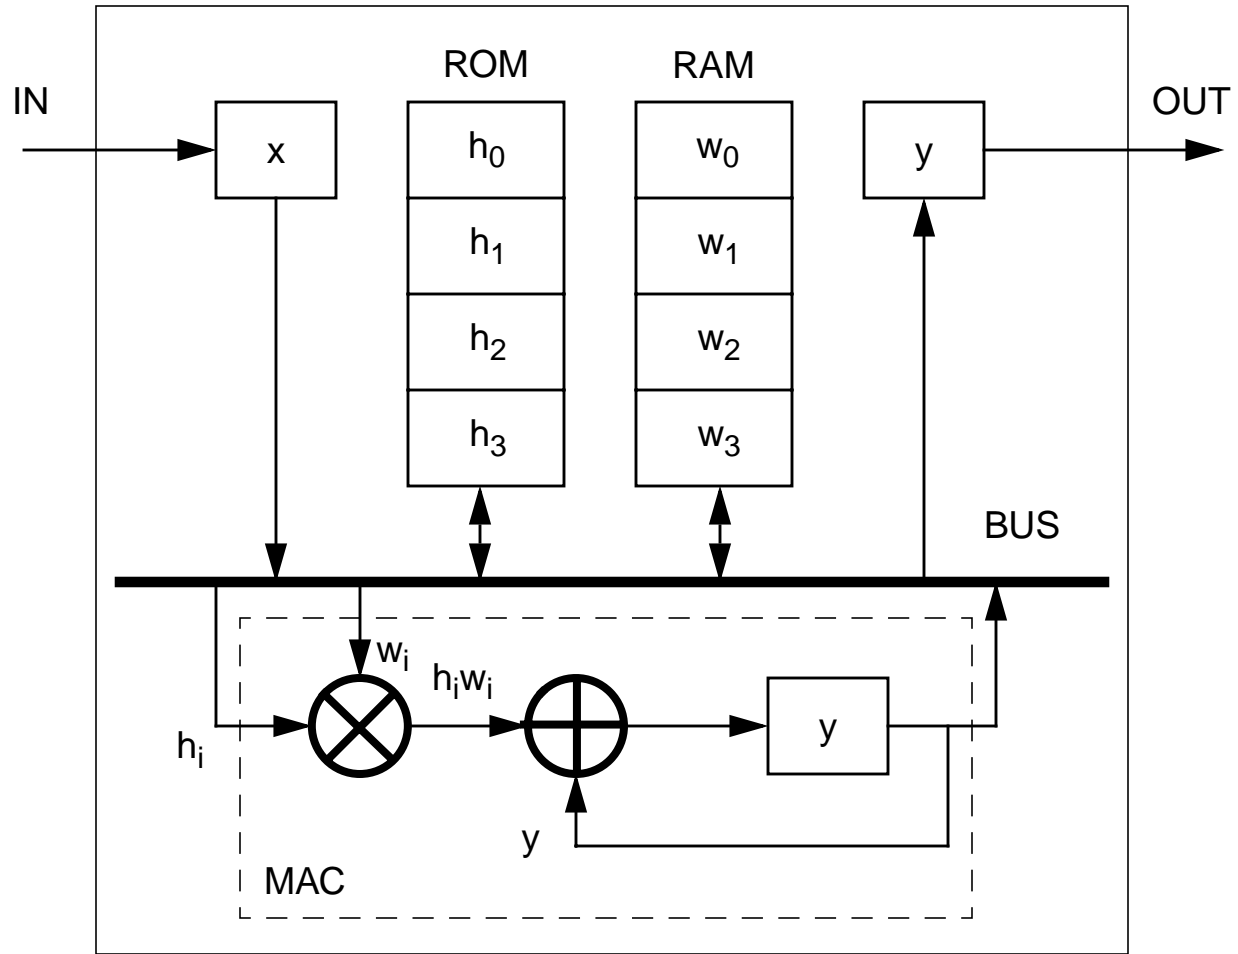 ROM
RAM
IN
OUT
x
h₀
w₀
y
h₁
w₁
h₂
w₂
h₃
w₃
BUS
wᵢ
hᵢwᵢ
hᵢ
y
y
MAC